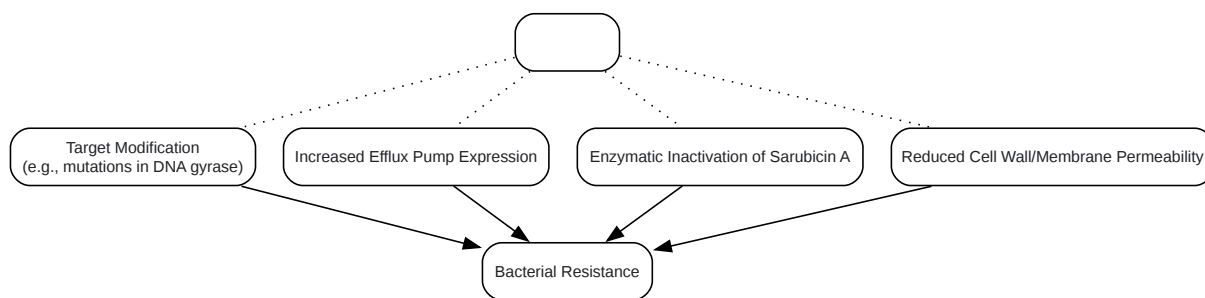 Target Modification
(e.g., mutations in DNA gyrase)
Increased Efflux Pump Expression
Enzymatic Inactivation of Sarubicin A
Reduced Cell Wall/Membrane Permeability
Bacterial Resistance